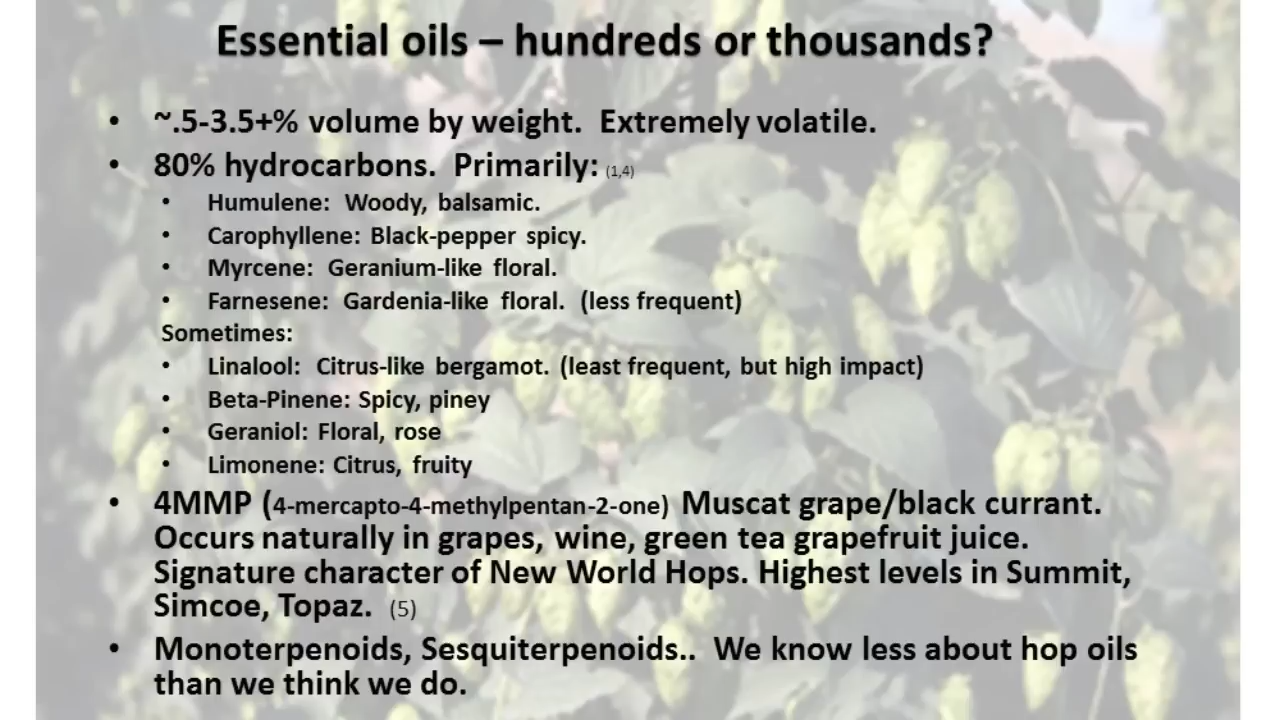 Essential oils – hundreds or thousands?
• ~.5-3.5+% volume by weight. Extremely volatile.
• 80% hydrocarbons. Primarily: (1,4)
• Humulene: Woody, balsamic.
• Carophyllene: Black-pepper spicy.
• Myrcene: Geranium-like floral.
• Farnesene: Gardenia-like floral. (less frequent)
Sometimes:
• Linalool: Citrus-like bergamot. (least frequent, but high impact)
• Beta-Pinene: Spicy, piney
• Geraniol: Floral, rose
• Limonene: Citrus, fruity
• 4MMP (4-mercapto-4-methylpentan-2-one) Muscat grape/black currant.
Occurs naturally in grapes, wine, green tea grapefruit juice.
Signature character of New World Hops. Highest levels in Summit,
Simcoe, Topaz. (5)
• Monoterpenoids, Sesquiterpenoids.. We know less about hop oils
than we think we do.